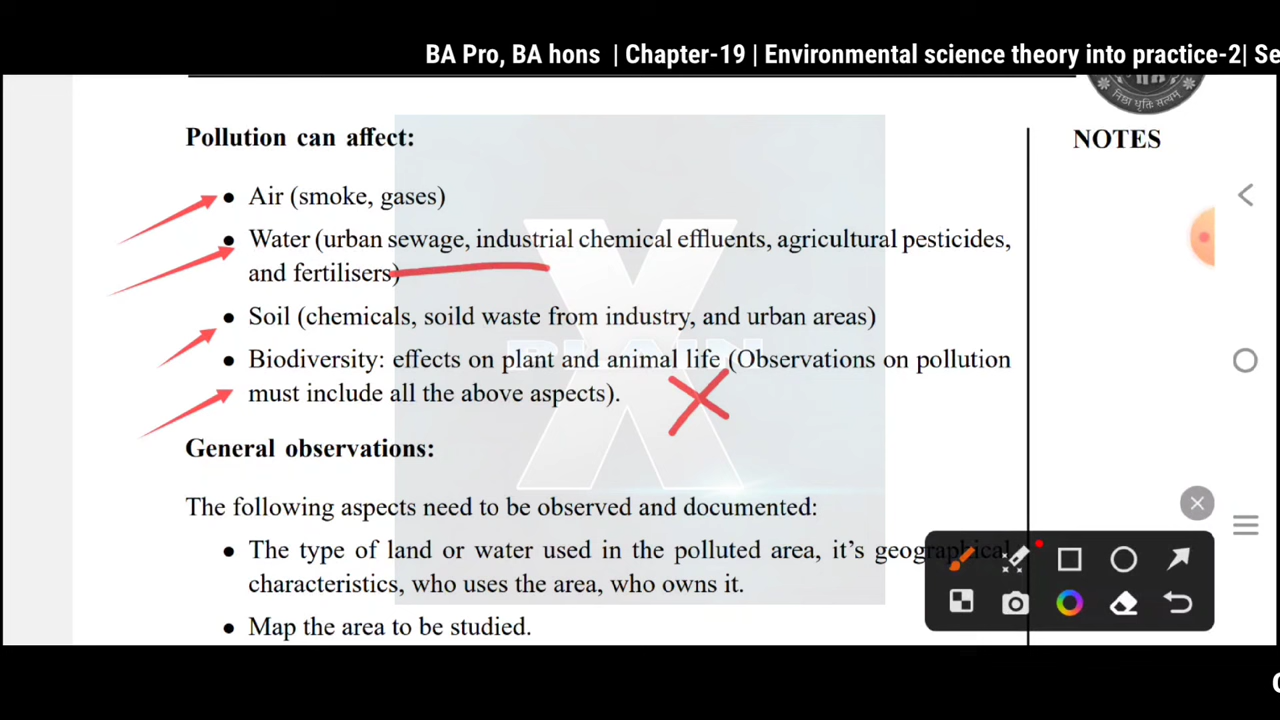 BA Pro, BA hons | Chapter-19 | Environmental science theory into practice-2| Se
निष्ठा धृतिः सत्यम्
Pollution can affect:
NOTES
● Air (smoke, gases)
● Water (urban sewage, industrial chemical effluents, agricultural pesticides,
and fertilisers)
● Soil (chemicals, soild waste from industry, and urban areas)
● Biodiversity: effects on plant and animal life (Observations on pollution
must include all the above aspects).
General observations:
The following aspects need to be observed and documented:
● The type of land or water used in the polluted area, it’s geographical
characteristics, who uses the area, who owns it.
● Map the area to be studied.